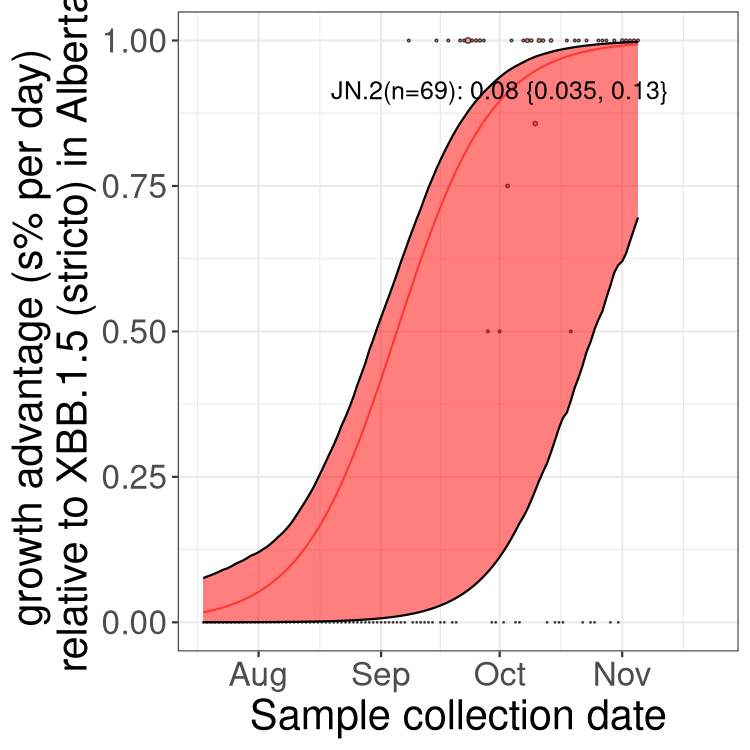 growth advantage (s% per day)
relative to XBB.1.5 (stricto) in Alberta
1.00
JN.2(n=69): 0.08 {0.035, 0.13}
0.75
0.50
0.25
0.00
Aug Sep Oct Nov
Sample collection date